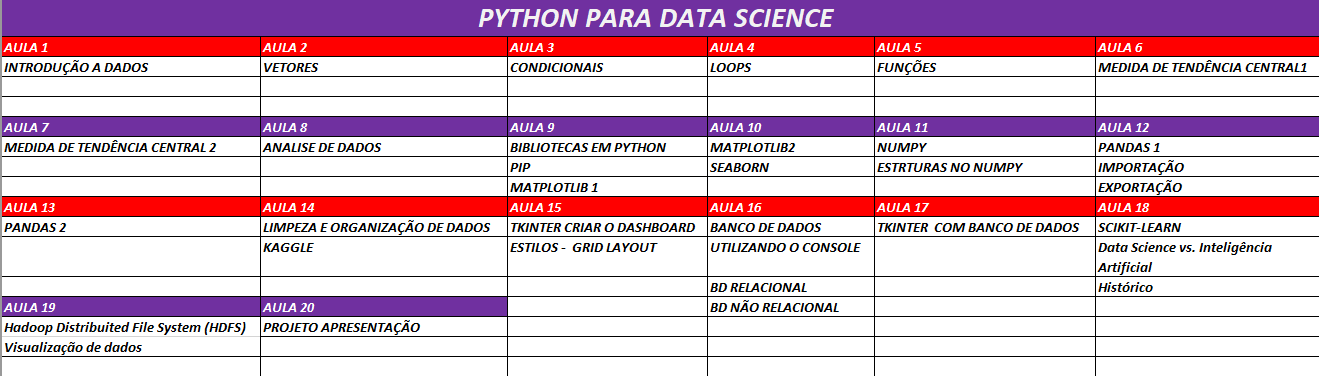 PYTHON PARA DATA SCIENCE
AULA 1 AULA 2 AULA 3 AULA 4 AULA 5 AULA 6
INTRODUÇÃO A DADOS VETORES CONDICIONAIS LOOPS FUNÇÕES MEDIDA DE TENDÊNCIA CENTRAL1
AULA 7 AULA 8 AULA 9 AULA 10 AULA 11 AULA 12
MEDIDA DE TENDÊNCIA CENTRAL 2 ANALISE DE DADOS BIBLIOTECAS EM PYTHON MATPLOTLIB2 NUMPY PANDAS 1
PIP SEABORN ESTRTURAS NO NUMPY IMPORTAÇÃO
MATPLOTLIB 1 EXPORTAÇÃO
AULA 13 AULA 14 AULA 15 AULA 16 AULA 17 AULA 18
PANDAS 2 LIMPEZA E ORGANIZAÇÃO DE DADOS TKINTER CRIAR O DASHBOARD BANCO DE DADOS TKINTER COM BANCO DE DADOS SCIKIT-LEARN
KAGGLE ESTILOS - GRID LAYOUT UTILIZANDO O CONSOLE Data Science vs. Inteligência
Artificial
BD RELACIONAL Histórico
AULA 19 AULA 20 BD NÃO RELACIONAL
Hadoop Distribuited File System (HDFS) PROJETO APRESENTAÇÃO
Visualização de dados